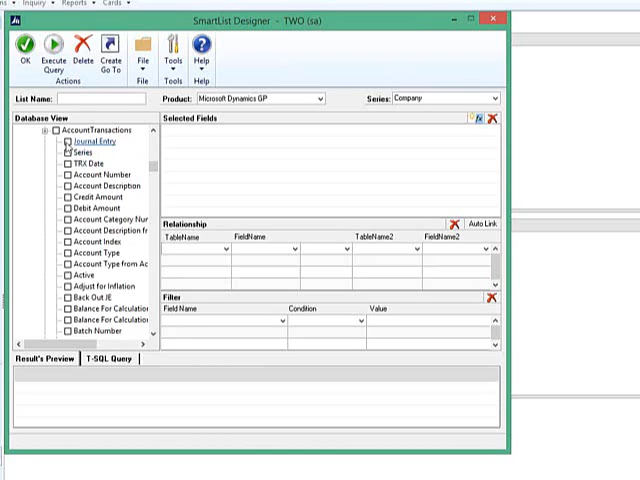 Inquiry Reports Cards
SmartList Designer - TWO (sa)
OK Execute Query Delete Create Go To File Tools Help
Actions File Tools Help
List Name: Product: Microsoft Dynamics GP Series: Company
Database View
AccountTransactions
Journal Entry
Series
TRX Date
Account Number
Account Description
Credit Amount
Debit Amount
Account Category Nur
Account Description fr
Account Index
Account Type
Account Type from Ac
Active
Adjust for Inflation
Back Out JE
Balance For Calculatio
Balance For Calculatio
Batch Number
Selected Fields
Relationship Auto Link
TableName FieldName TableName2 FieldName2
Filter
Field Name Condition Value
Result's Preview T-SQL Query